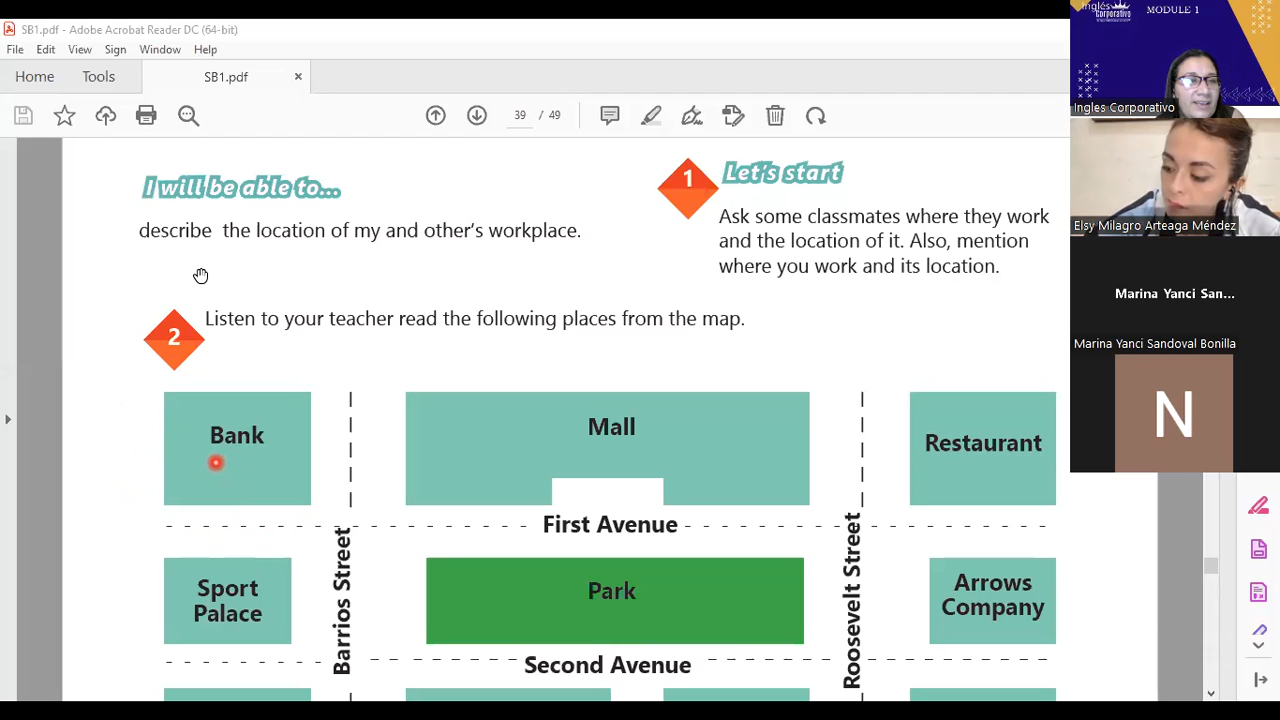 SB1.pdf - Adobe Acrobat Reader DC (64-bit)
File Edit View Sign Window Help
Home Tools SB1.pdf ×
39 / 49
I will be able to...
describe the location of my and other's workplace.
1
Let's start
Ask some classmates where they work
and the location of it. Also, mention
where you work and its location.
2
Listen to your teacher read the following places from the map.
Bank
Mall
Restaurant
First Avenue
Barrios Street
Roosevelt Street
Sport
Palace
Park
Arrows
Company
Second Avenue
Inglés
Corporativo
MODULE 1
Ingles Corporativo
Elsy Milagro Arteaga Méndez
Marina Yanci San...
Marina Yanci Sandoval Bonilla
N